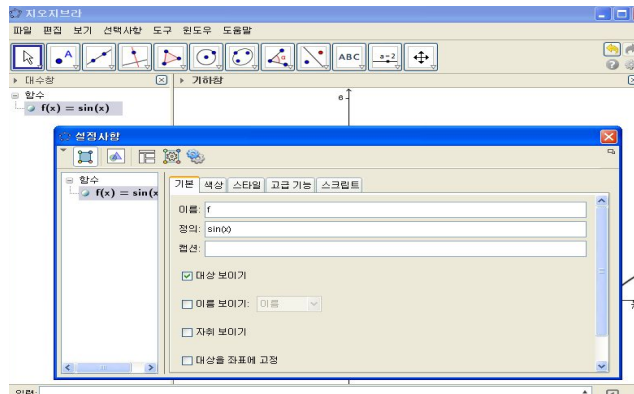 지오지브라
파일 편집 보기 선택사항 도구 윈도우 도움말
A ABC a=2
대수창 기하창
함수
f(x) = sin(x)
6
설정사항
함수
f(x) = sin(x
기본 색상 스타일 고급 기능 스크립트
이름: f
정의: sin(x)
캡션:
대상 보이기
이름 보이기: 이름
자취 보이기
대상을 좌표에 고정
입력: